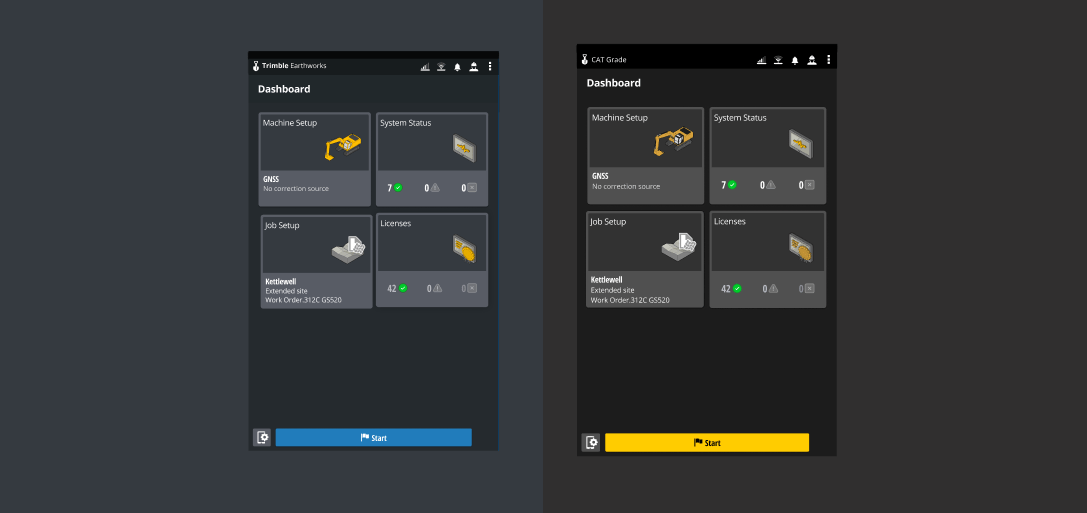 Trimble Earthworks
Dashboard
Machine Setup
GNSS
No correction source
System Status
7 0 0
Job Setup
Kettlewell
Extended site
Work Order.312C GS520
Licenses
42 0 0
Start
CAT Grade
Dashboard
Machine Setup
GNSS
No correction source
System Status
7 0 0
Job Setup
Kettlewell
Extended site
Work Order.312C GS520
Licenses
42 0 0
Start